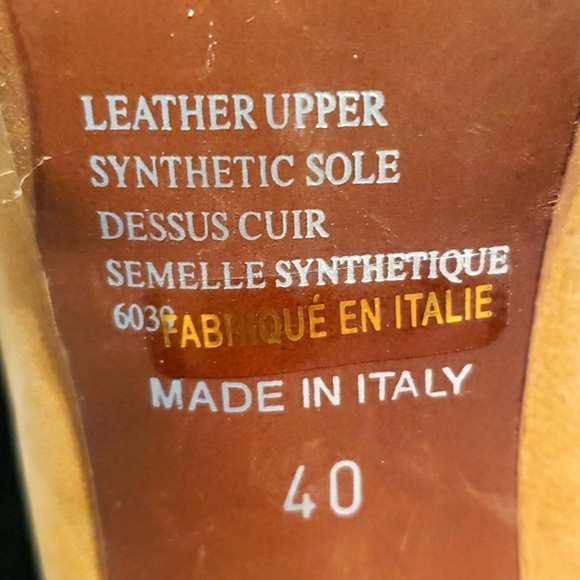 LEATHER UPPER
SYNTHETIC SOLE
DESSUS CUIR
SEMELLE SYNTHETIQUE
FABRIQUÉ EN ITALIE
MADE IN ITALY
40